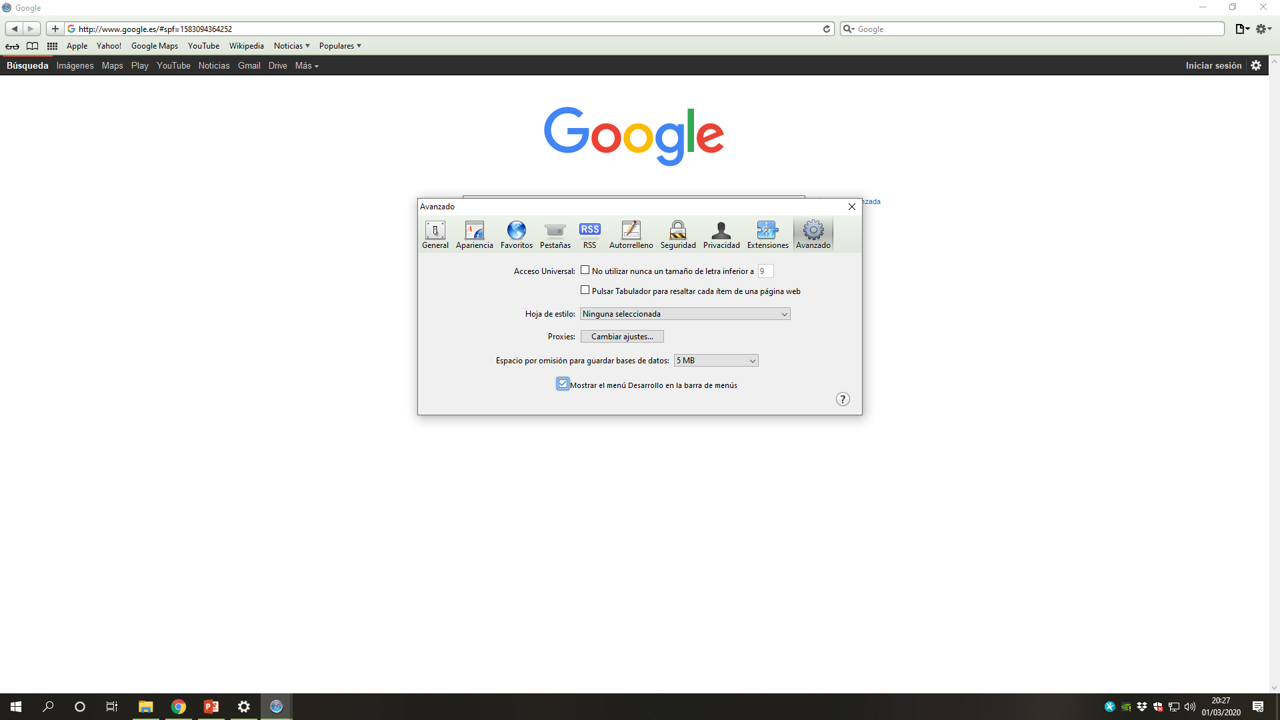 Google
http://www.google.es/#spf=1583094364252
Google
Apple Yahoo! Google Maps YouTube Wikipedia Noticias Populares
Búsqueda Imágenes Maps Play YouTube Noticias Gmail Drive Más Iniciar sesión
Google
Avanzado
General Apariencia Favoritos Pestañas RSS Autorrelleno Seguridad Privacidad Extensiones Avanzado
Acceso Universal: No utilizar nunca un tamaño de letra inferior a 9
Pulsar Tabulador para resaltar cada ítem de una página web
Hoja de estilo: Ninguna seleccionada
Proxies: Cambiar ajustes...
Espacio por omisión para guardar bases de datos: 5 MB
Mostrar el menú Desarrollo en la barra de menús
?
20:27
01/03/2020